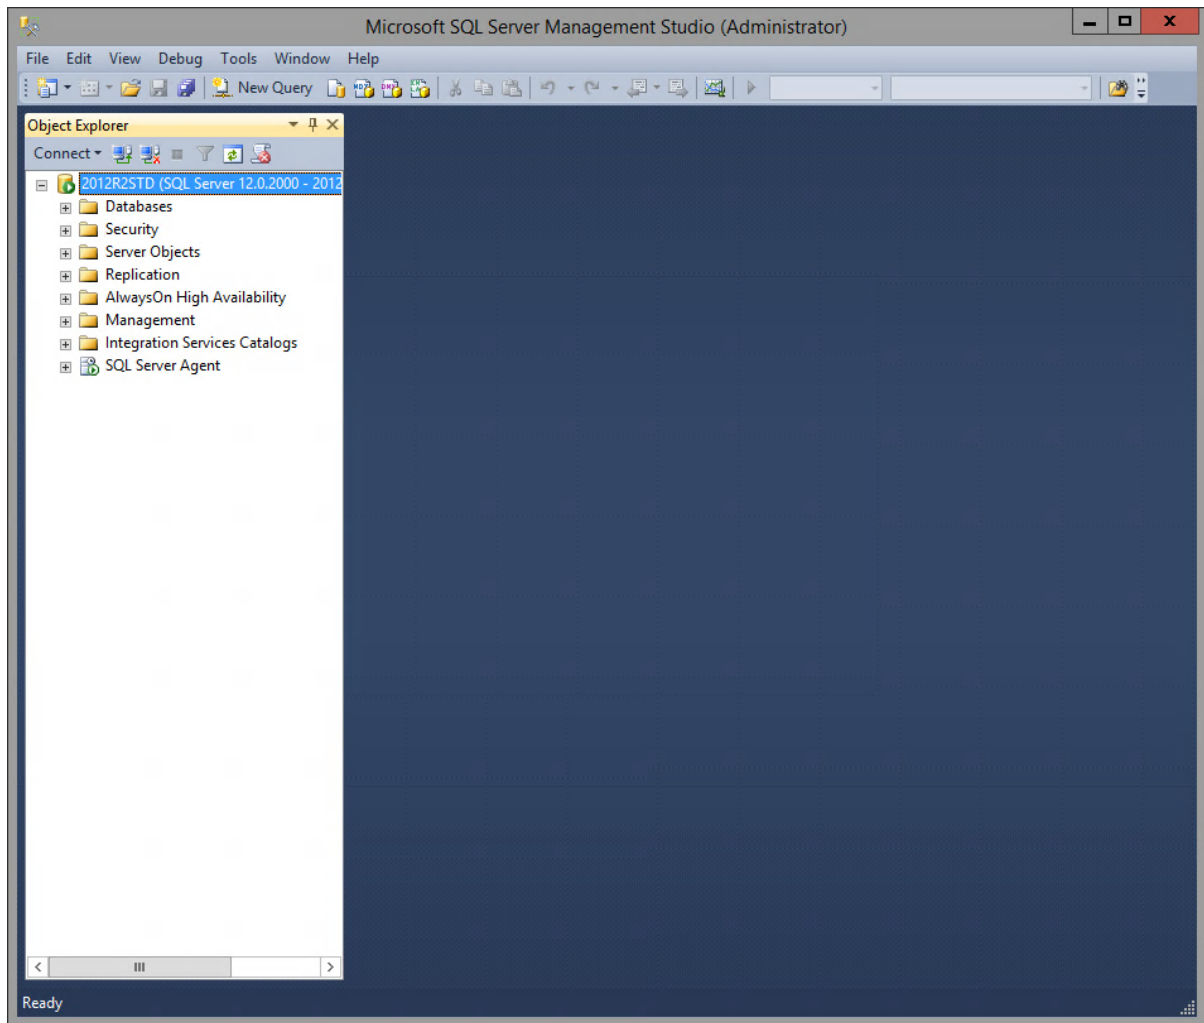 Microsoft SQL Server Management Studio (Administrator)
File Edit View Debug Tools Window Help
New Query
Object Explorer
Connect
2012R2STD (SQL Server 12.0.2000 - 2012
Databases
Security
Server Objects
Replication
AlwaysOn High Availability
Management
Integration Services Catalogs
SQL Server Agent
Ready